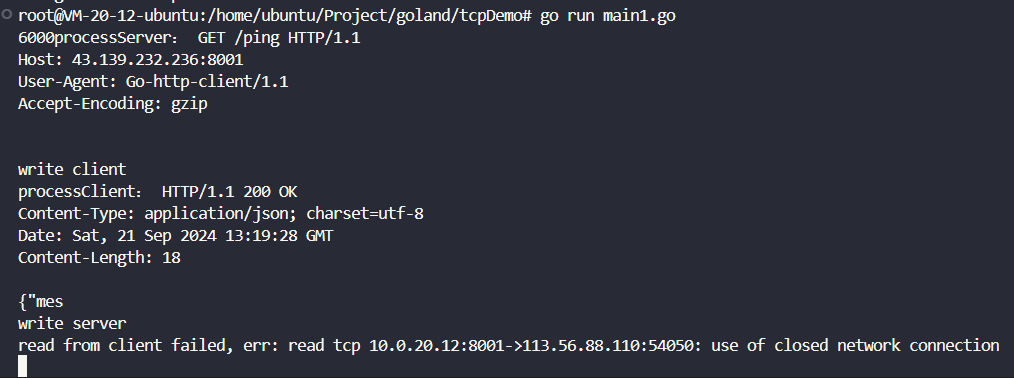 root@VM-20-12-ubuntu:/home/ubuntu/Project/goland/tcpDemo# go run main1.go
6000processServer： GET /ping HTTP/1.1
Host: 43.139.232.236:8001
User-Agent: Go-http-client/1.1
Accept-Encoding: gzip
write client
processClient： HTTP/1.1 200 OK
Content-Type: application/json; charset=utf-8
Date: Sat, 21 Sep 2024 13:19:28 GMT
Content-Length: 18
{"mes
write server
read from client failed, err: read tcp 10.0.20.12:8001->113.56.88.110:54050: use of closed network connection